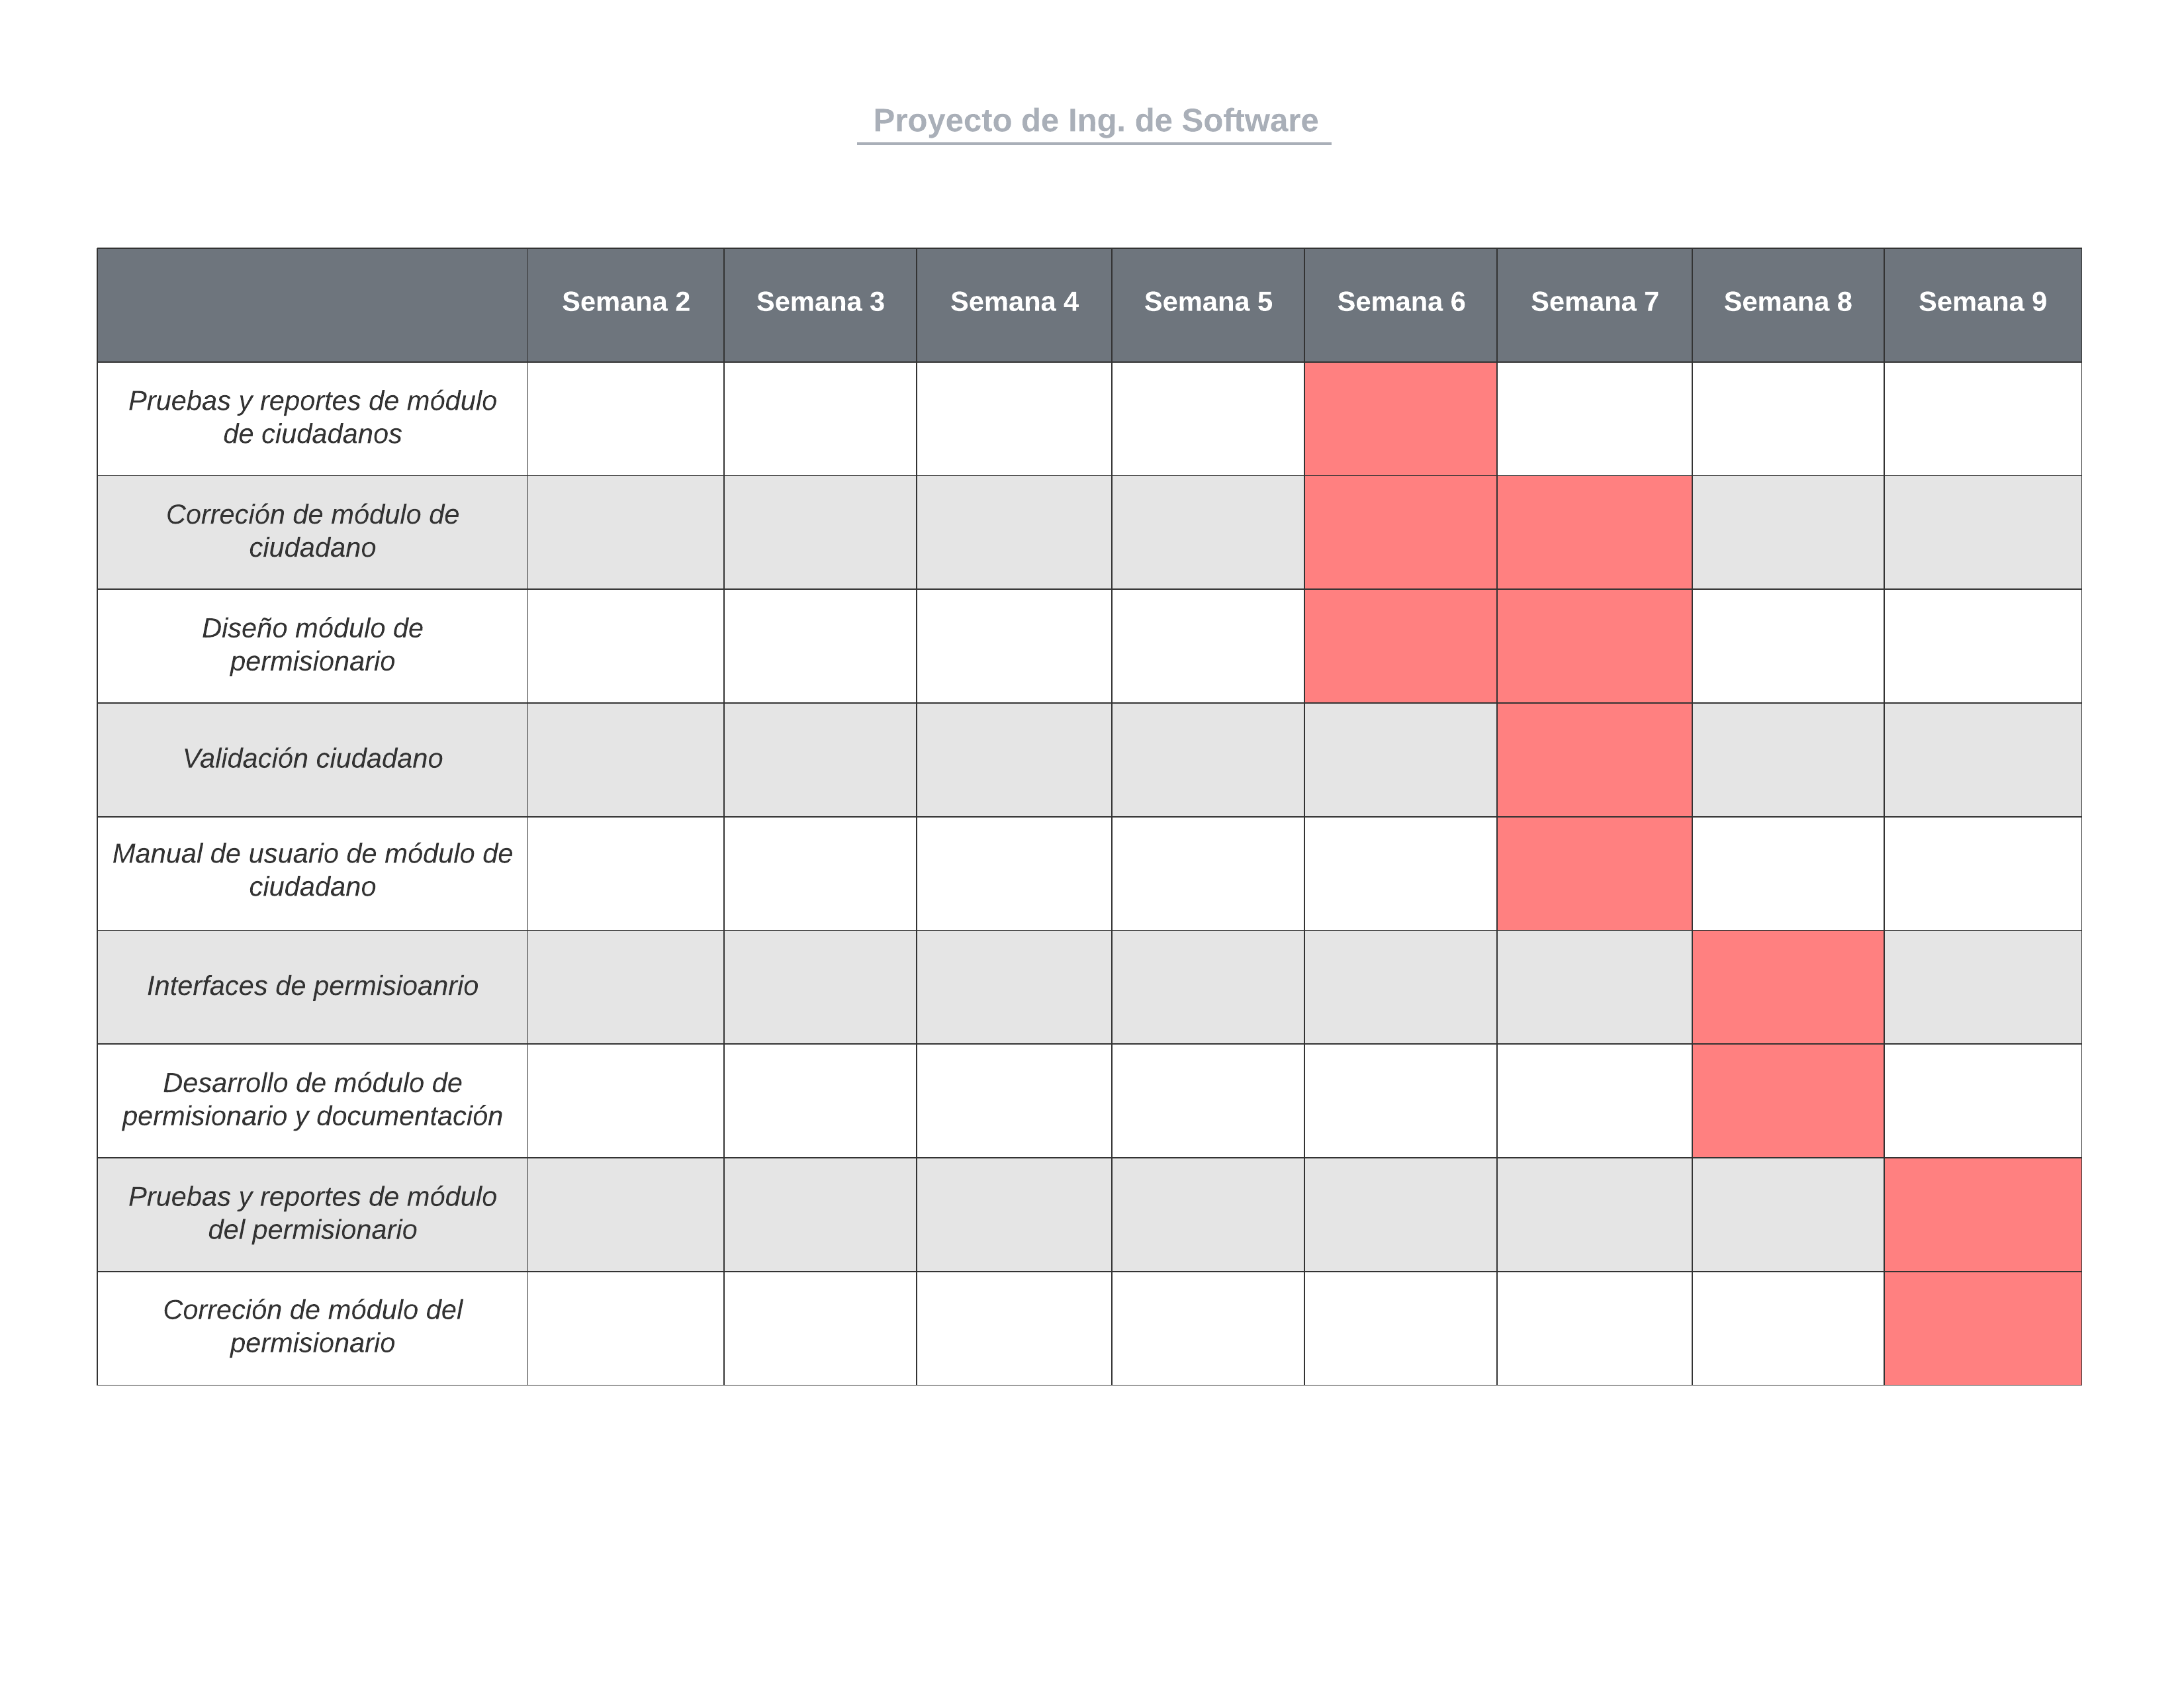 Proyecto de Ing. de Software
Semana 2 Semana 3 Semana 4 Semana 5 Semana 6 Semana 7 Semana 8 Semana 9
Pruebas y reportes de módulo
de ciudadanos
Correción de módulo de
ciudadano
Diseño módulo de
permisionario
Validación ciudadano
Manual de usuario de módulo de
ciudadano
Interfaces de permisioanrio
Desarrollo de módulo de
permisionario y documentación
Pruebas y reportes de módulo
del permisionario
Correción de módulo del
permisionario